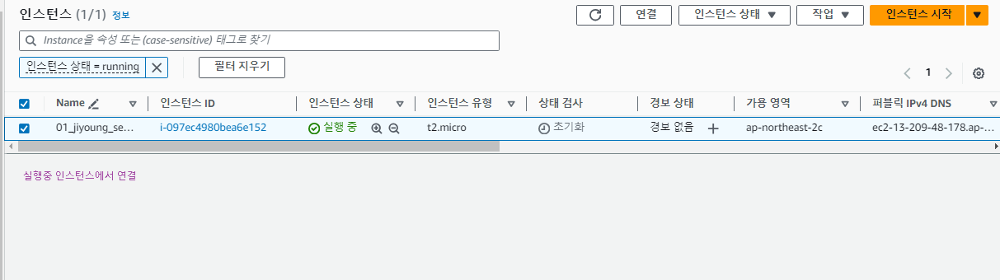 인스턴스 (1/1) 정보
연결
인스턴스 상태
작업
인스턴스 시작
Instance을 속성 또는 (case-sensitive) 태그로 찾기
인스턴스 상태 = running
필터 지우기
1
Name 인스턴스 ID 인스턴스 상태 인스턴스 유형 상태 검사 경보 상태 가용 영역 퍼블릭 IPv4 DNS
01_jiyoung_se... i-097ec4980bea6e152 실행 중 t2.micro 초기화 경보 없음 ap-northeast-2c ec2-13-209-48-178.ap-...
실행중 인스턴스에서 연결